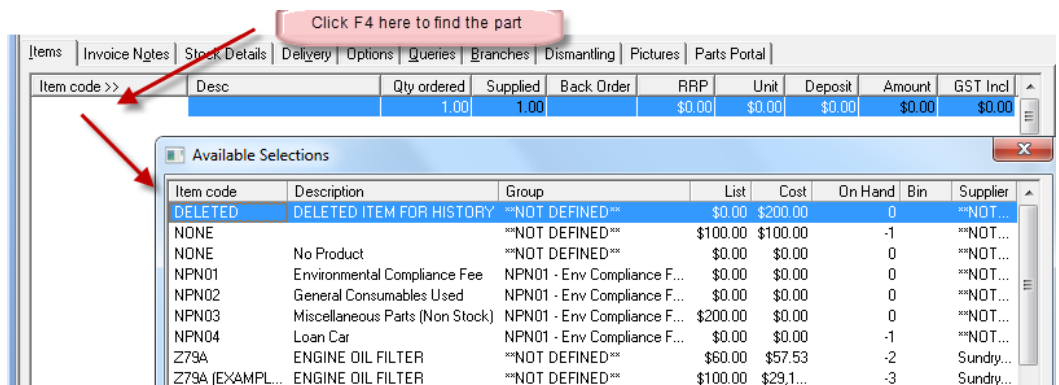 Click F4 here to find the part
Items Invoice Notes Stock Details Delivery Options Queries Branches Dismantling Pictures Parts Portal
Item code >> Desc Qty ordered Supplied Back Order RRP Unit Deposit Amount GST Incl
1.00 1.00 $0.00 $0.00 $0.00 $0.00 $0.00
Available Selections
Item code Description Group List Cost On Hand Bin Supplier
DELETED DELETED ITEM FOR HISTORY **NOT DEFINED** $0.00 $200.00 0 **NOT...
NONE **NOT DEFINED** $100.00 $100.00 -1 **NOT...
NONE No Product **NOT DEFINED** $0.00 $0.00 0 **NOT...
NPN01 Environmental Compliance Fee NPN01 - Env Compliance F... $0.00 $0.00 0 **NOT...
NPN02 General Consumables Used NPN01 - Env Compliance F... $0.00 $0.00 0 **NOT...
NPN03 Miscellaneous Parts (Non Stock) NPN01 - Env Compliance F... $200.00 $0.00 0 **NOT...
NPN04 Loan Car NPN01 - Env Compliance F... $0.00 $0.00 -1 **NOT...
Z79A ENGINE OIL FILTER **NOT DEFINED** $60.00 $57.53 -2 Sundry...
Z79A (EXAMPL... ENGINE OIL FILTER **NOT DEFINED** $100.00 $29,1... -3 Sundry...